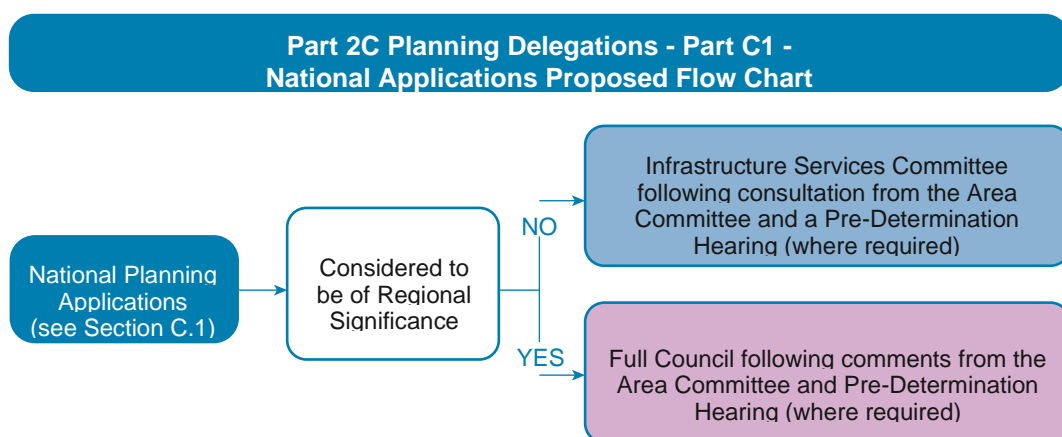 Part 2C Planning Delegations - Part C1 -
National Applications Proposed Flow Chart
National Planning
Applications
(see Section C.1)
Considered to
be of Regional
Significance
NO
Infrastructure Services Committee
following consultation from the Area
Committee and a Pre-Determination
Hearing (where required)
YES
Full Council following comments from the
Area Committee and Pre-Determination
Hearing (where required)